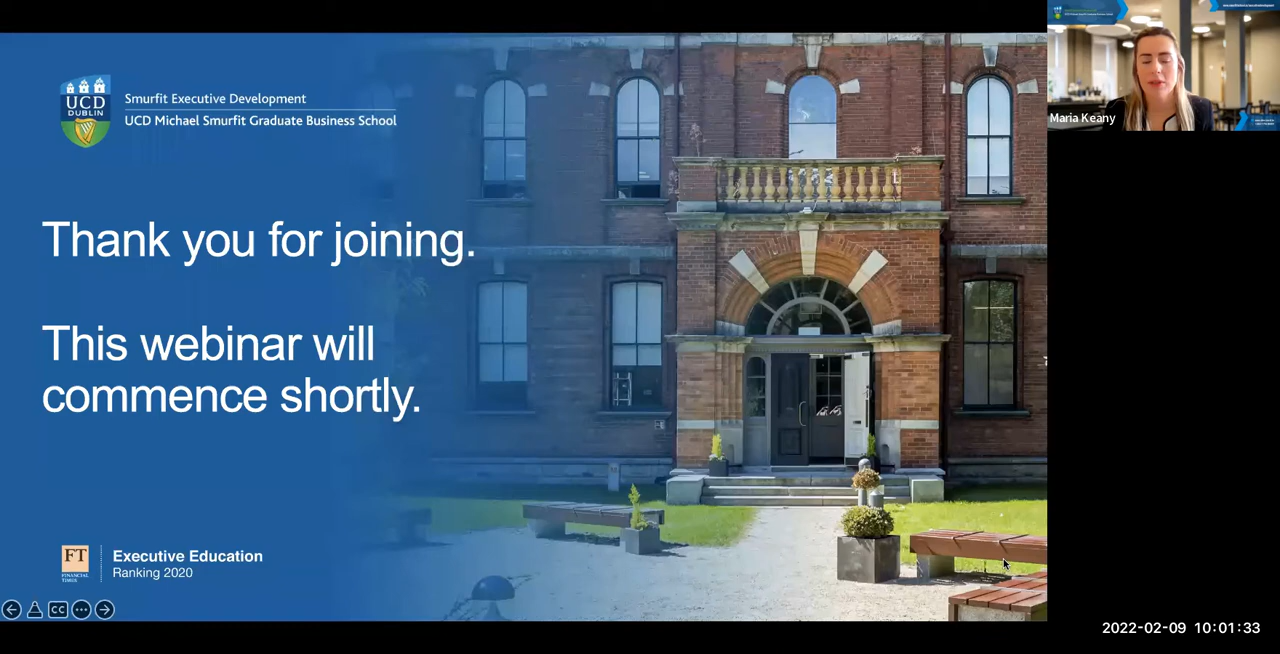 UCD
DUBLIN
Smurfit Executive Development
UCD Michael Smurfit Graduate Business School
Thank you for joining.
This webinar will
commence shortly.
FT
FINANCIAL
TIMES
Executive Education
Ranking 2020
CC
Maria Keany
2022-02-09 10:01:33